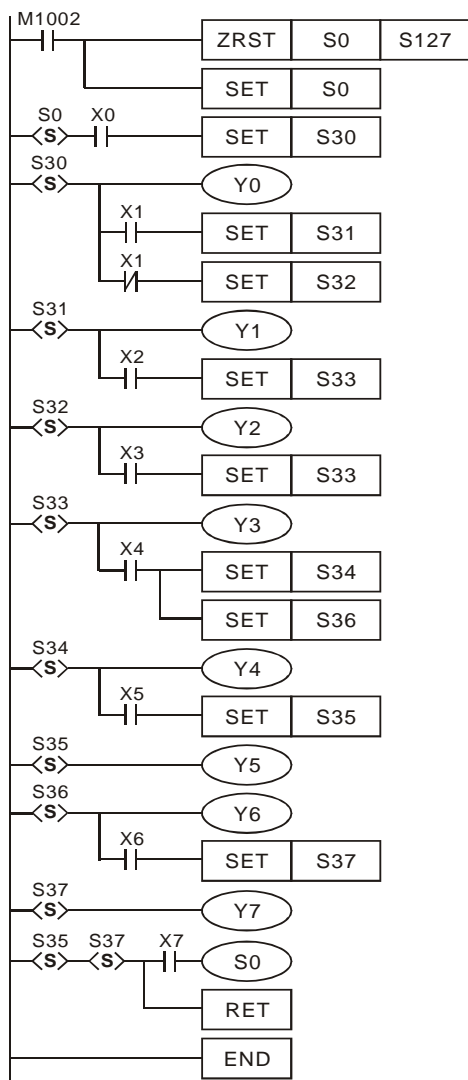 M1002
ZRST S0 S127
SET S0
S0 X0
S SET S30
S30
S Y0
X1
SET S31
X1
SET S32
S31
S Y1
X2
SET S33
S32
S Y2
X3
SET S33
S33
S Y3
X4
SET S34
SET S36
S34
S Y4
X5
SET S35
S35
S Y5
S36
S Y6
X6
SET S37
S37
S Y7
S35 S37 X7
S S S0
RET
END